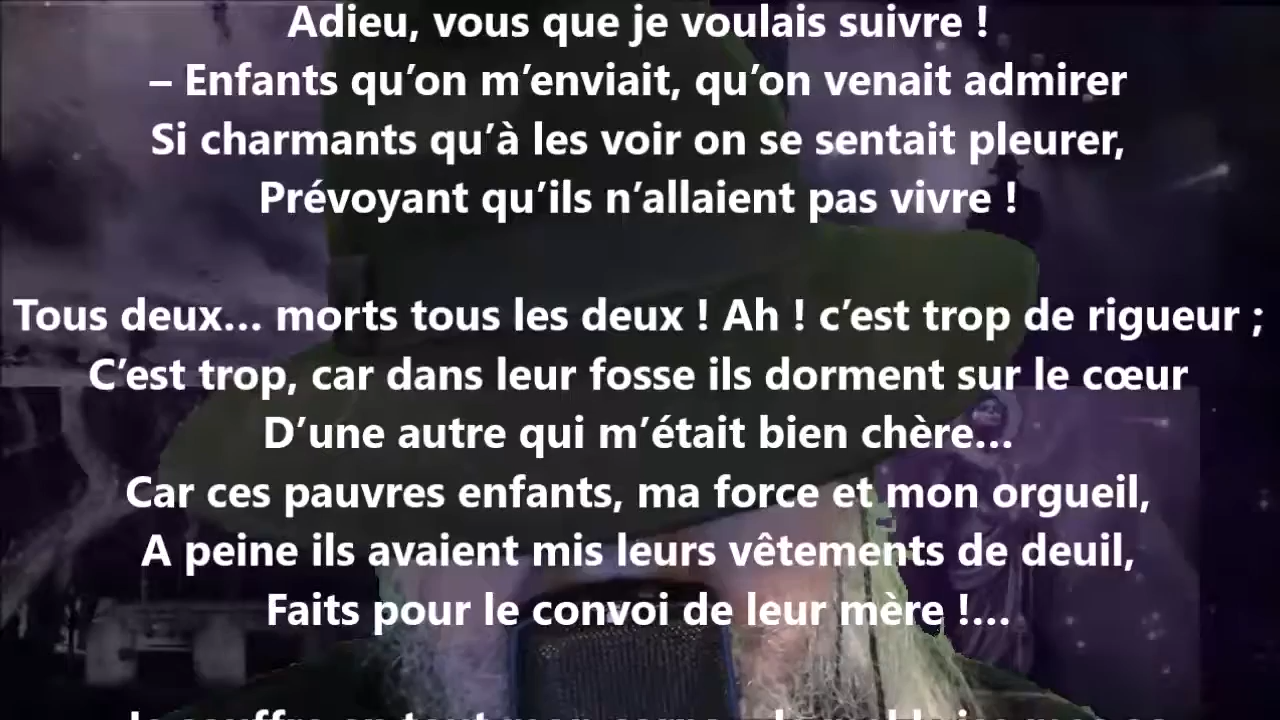 Adieu, vous que je voulais suivre !
– Enfants qu’on m’enviait, qu’on venait admirer
Si charmants qu’à les voir on se sentait pleurer,
Prévoyant qu’ils n’allaient pas vivre !
Tous deux… morts tous les deux ! Ah ! c’est trop de rigueur ;
C’est trop, car dans leur fosse ils dorment sur le cœur
D’une autre qui m’était bien chère…
Car ces pauvres enfants, ma force et mon orgueil,
A peine ils avaient mis leurs vêtements de deuil,
Faits pour le convoi de leur mère !…